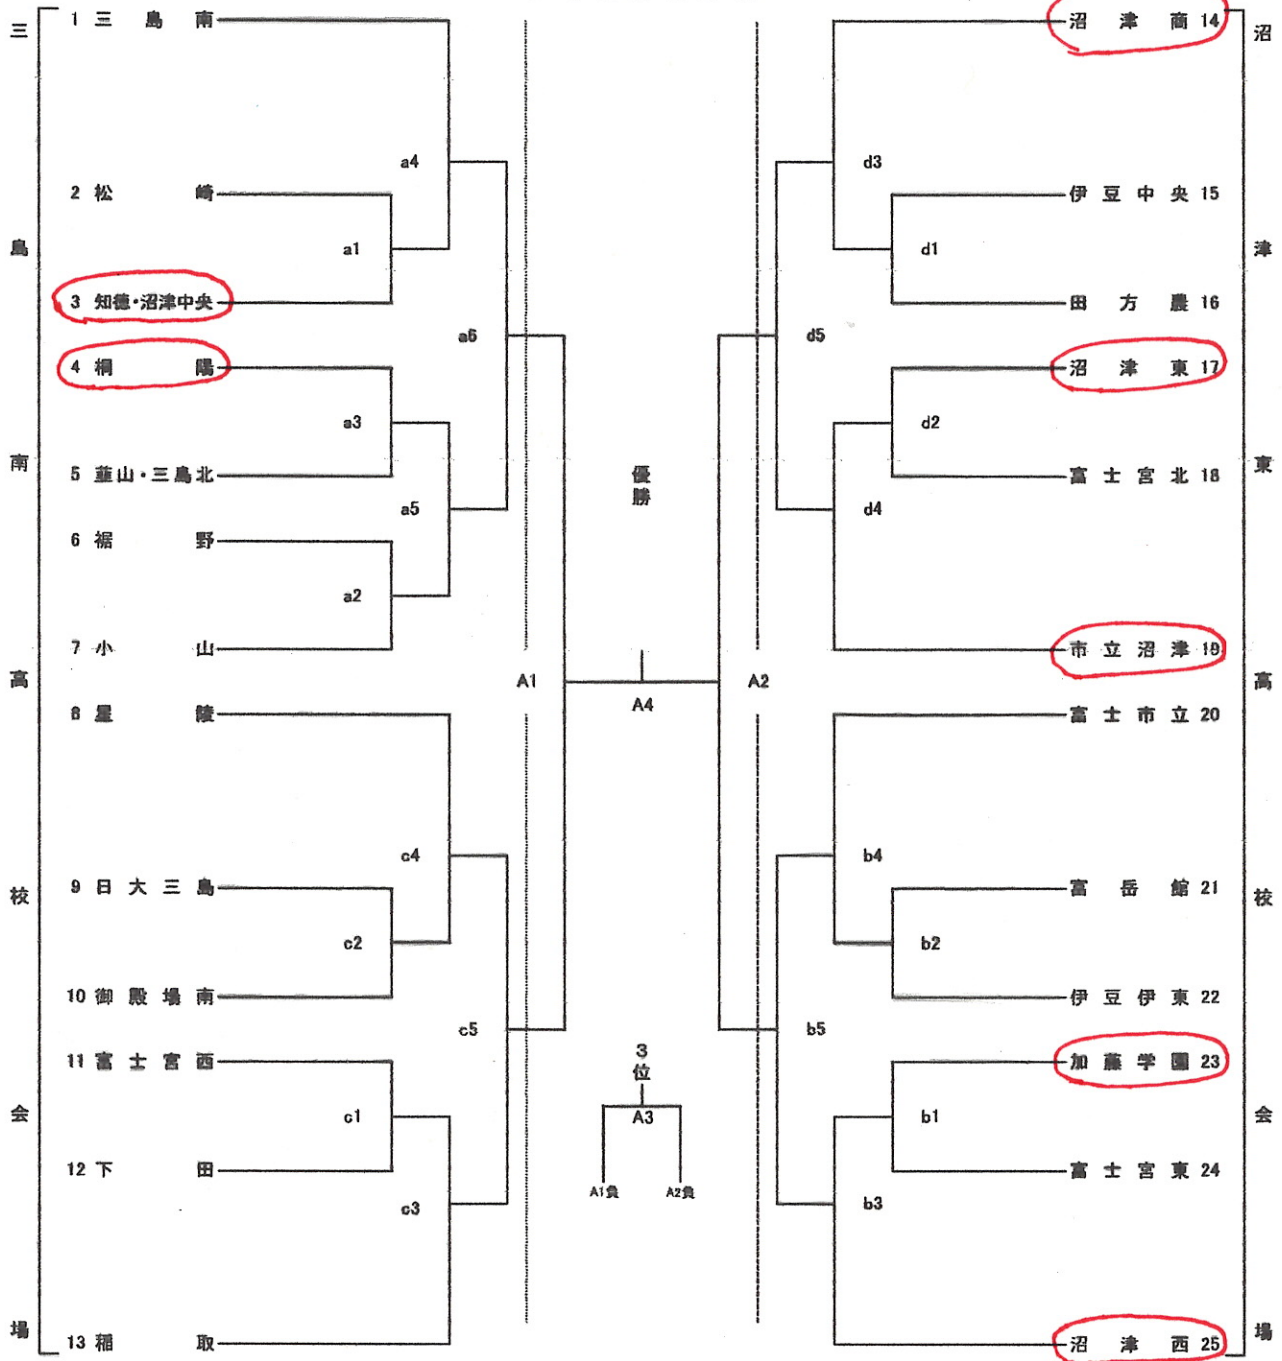 三島南高校会場
1 三島南
2 松崎
3 知徳・沼津中央
4 桐陽
5 韮山・三島北
6 裾野
7 小山
8 星陵
9 日大三島
10 御殿場南
11 富士宮西
12 下田
13 稲取
a4
a1
a6
a3
a5
a2
c4
c2
c5
c1
c3
A1
優勝
A4
A2
3位
A3
A1負
A2負
d3
d1
d5
d2
d4
b4
b2
b5
b1
b3
沼津商 14
伊豆中央 15
田方農 16
沼津東 17
富士宮北 18
市立沼津 19
富士市立 20
富岳館 21
伊豆伊東 22
加藤学園 23
富士宮東 24
沼津西 25
沼津東高校会場